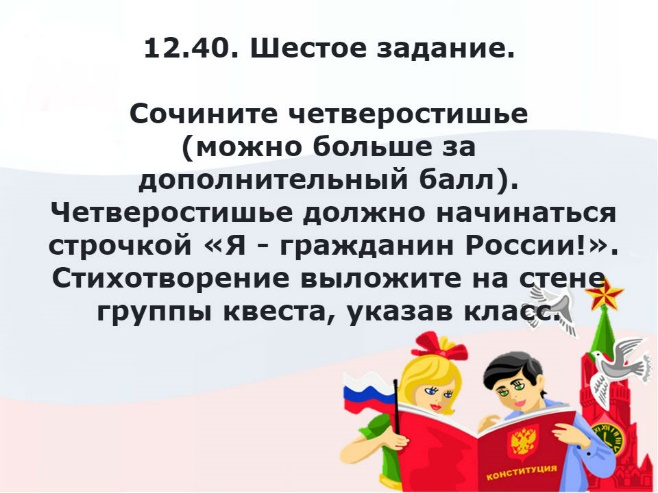 12.40. Шестое задание.
Сочините четверостишье
(можно больше за
дополнительный балл).
Четверостишье должно начинаться
строчкой «Я - гражданин России!».
Стихотворение выложите на стене
группы квеста, указав класс.
КОНСТИТУЦИЯ